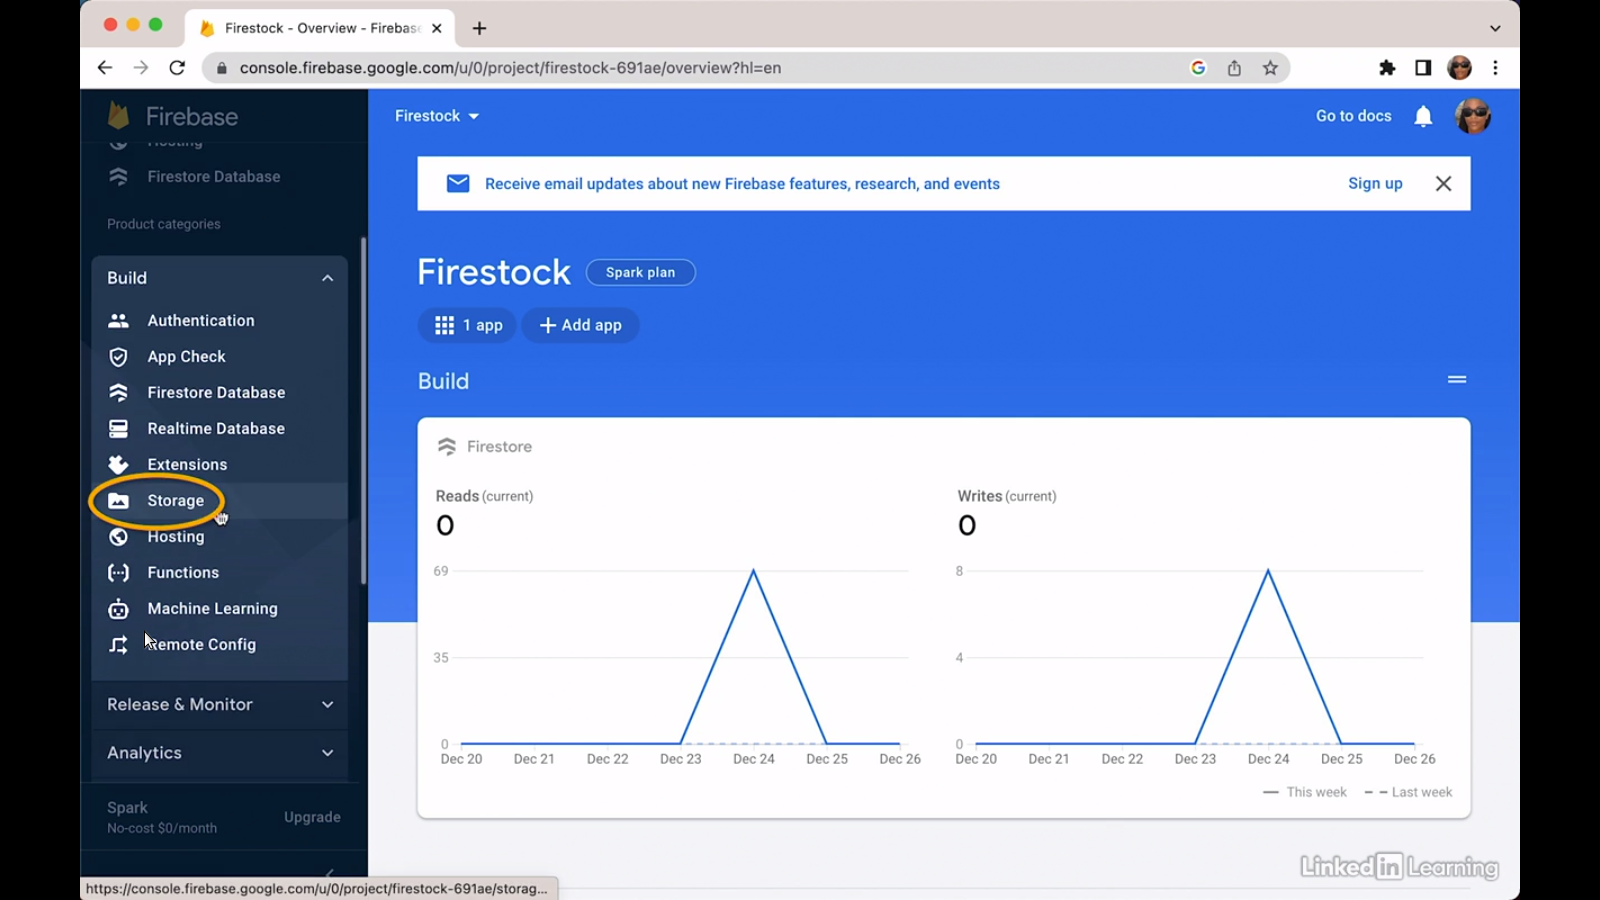 Firestock - Overview - Firebase
console.firebase.google.com/u/0/project/firestock-691ae/overview?hl=en
Firebase
Hosting
Firestore Database
Product categories
Build
Authentication
App Check
Firestore Database
Realtime Database
Extensions
Storage
Hosting
Functions
Machine Learning
Remote Config
Release & Monitor
Analytics
Spark
No-cost $0/month
Upgrade
https://console.firebase.google.com/u/0/project/firestock-691ae/storag...
Firestock
Go to docs
Receive email updates about new Firebase features, research, and events
Sign up
Firestock
Spark plan
1 app
Add app
Build
Firestore
Reads (current)
0
69
35
0
Dec 20 Dec 21 Dec 22 Dec 23 Dec 24 Dec 25 Dec 26
Writes (current)
0
8
4
0
Dec 20 Dec 21 Dec 22 Dec 23 Dec 24 Dec 25 Dec 26
This week Last week
LinkedIn Learning